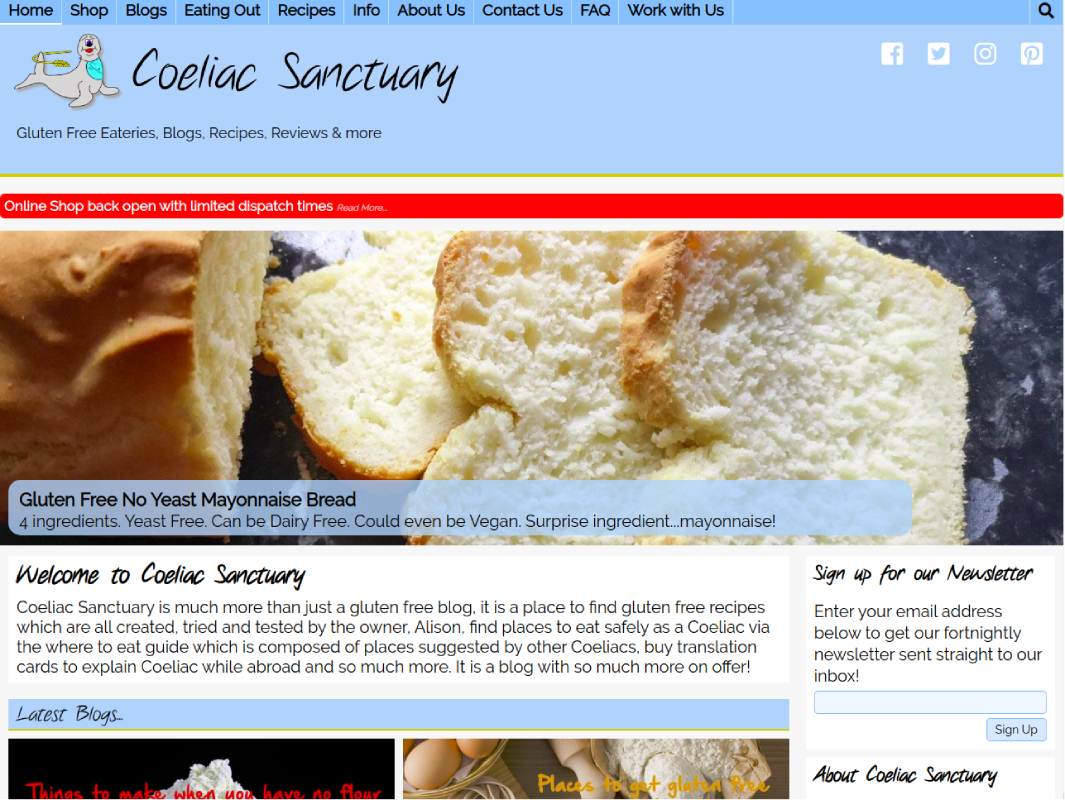 Home Shop Blogs Eating Out Recipes Info About Us Contact Us FAQ Work with Us
Coeliac Sanctuary
Gluten Free Eateries, Blogs, Recipes, Reviews & more
Online Shop back open with limited dispatch times Read More...
Gluten Free No Yeast Mayonnaise Bread
4 ingredients. Yeast Free. Can be Dairy Free. Could even be Vegan. Surprise ingredient...mayonnaise!
Welcome to Coeliac Sanctuary
Coeliac Sanctuary is much more than just a gluten free blog, it is a place to find gluten free recipes
which are all created, tried and tested by the owner, Alison, find places to eat safely as a Coeliac via
the where to eat guide which is composed of places suggested by other Coeliacs, buy translation
cards to explain Coeliac while abroad and so much more. It is a blog with so much more on offer!
Latest Blogs...
Things to make when you have no flour
Places to get gluten free
Sign up for our Newsletter
Enter your email address
below to get our fortnightly
newsletter sent straight to our
inbox!
Sign Up
About Coeliac Sanctuary